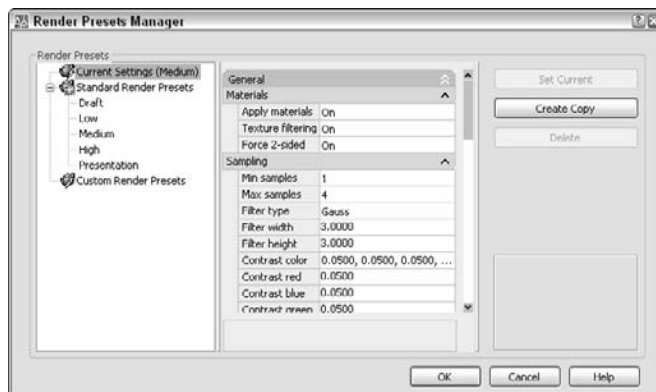 Render Presets Manager
Render Presets
Current Settings (Medium)
Standard Render Presets
Draft
Low
Medium
High
Presentation
Custom Render Presets
General
Materials
Apply materials On
Texture filtering On
Force 2-sided On
Sampling
Min samples 1
Max samples 4
Filter type Gauss
Filter width 3.0000
Filter height 3.0000
Contrast color 0.0500, 0.0500, 0.0500, ...
Contrast red 0.0500
Contrast blue 0.0500
Contrast green 0.0500
Set Current
Create Copy
Delete
OK
Cancel
Help